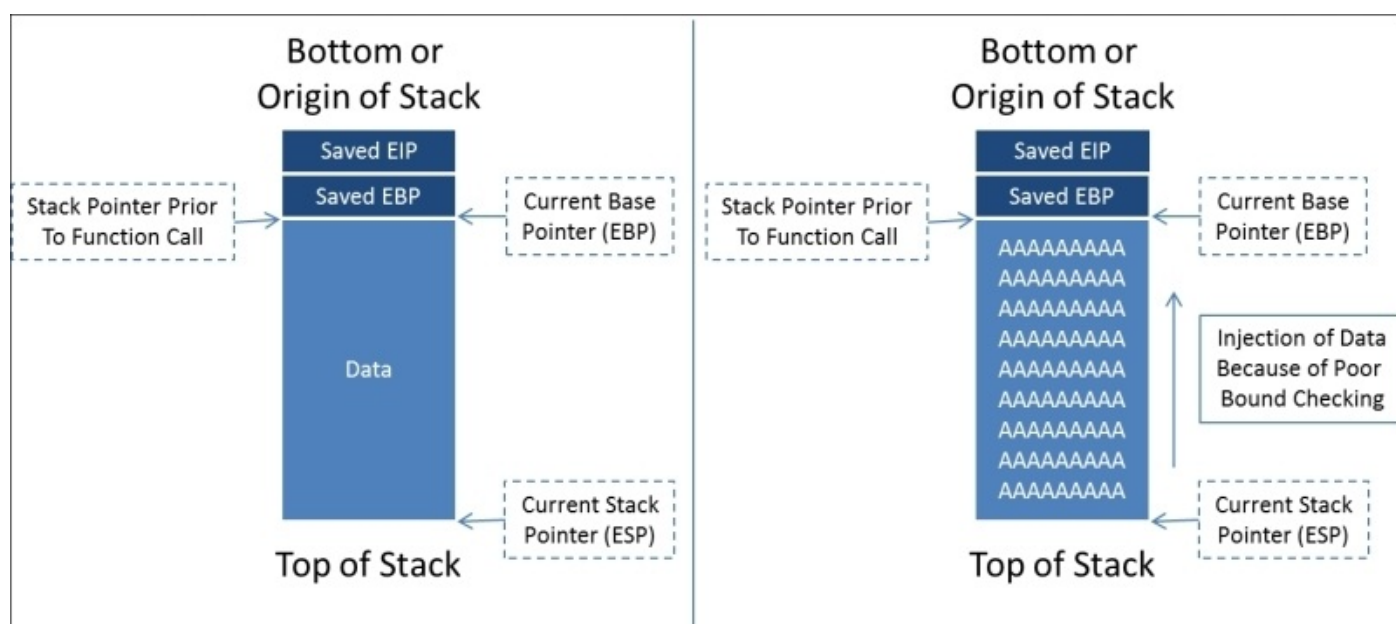 Bottom or
Origin of Stack
Saved EIP
Saved EBP
Stack Pointer Prior
To Function Call
Current Base
Pointer (EBP)
Data
Current Stack
Pointer (ESP)
Top of Stack
Bottom or
Origin of Stack
Saved EIP
Saved EBP
Stack Pointer Prior
To Function Call
Current Base
Pointer (EBP)
AAAAAAAAA
AAAAAAAAA
AAAAAAAAA
AAAAAAAAA
AAAAAAAAA
AAAAAAAAA
AAAAAAAAA
AAAAAAAAA
AAAAAAAAA
Injection of Data
Because of Poor
Bound Checking
Current Stack
Pointer (ESP)
Top of Stack